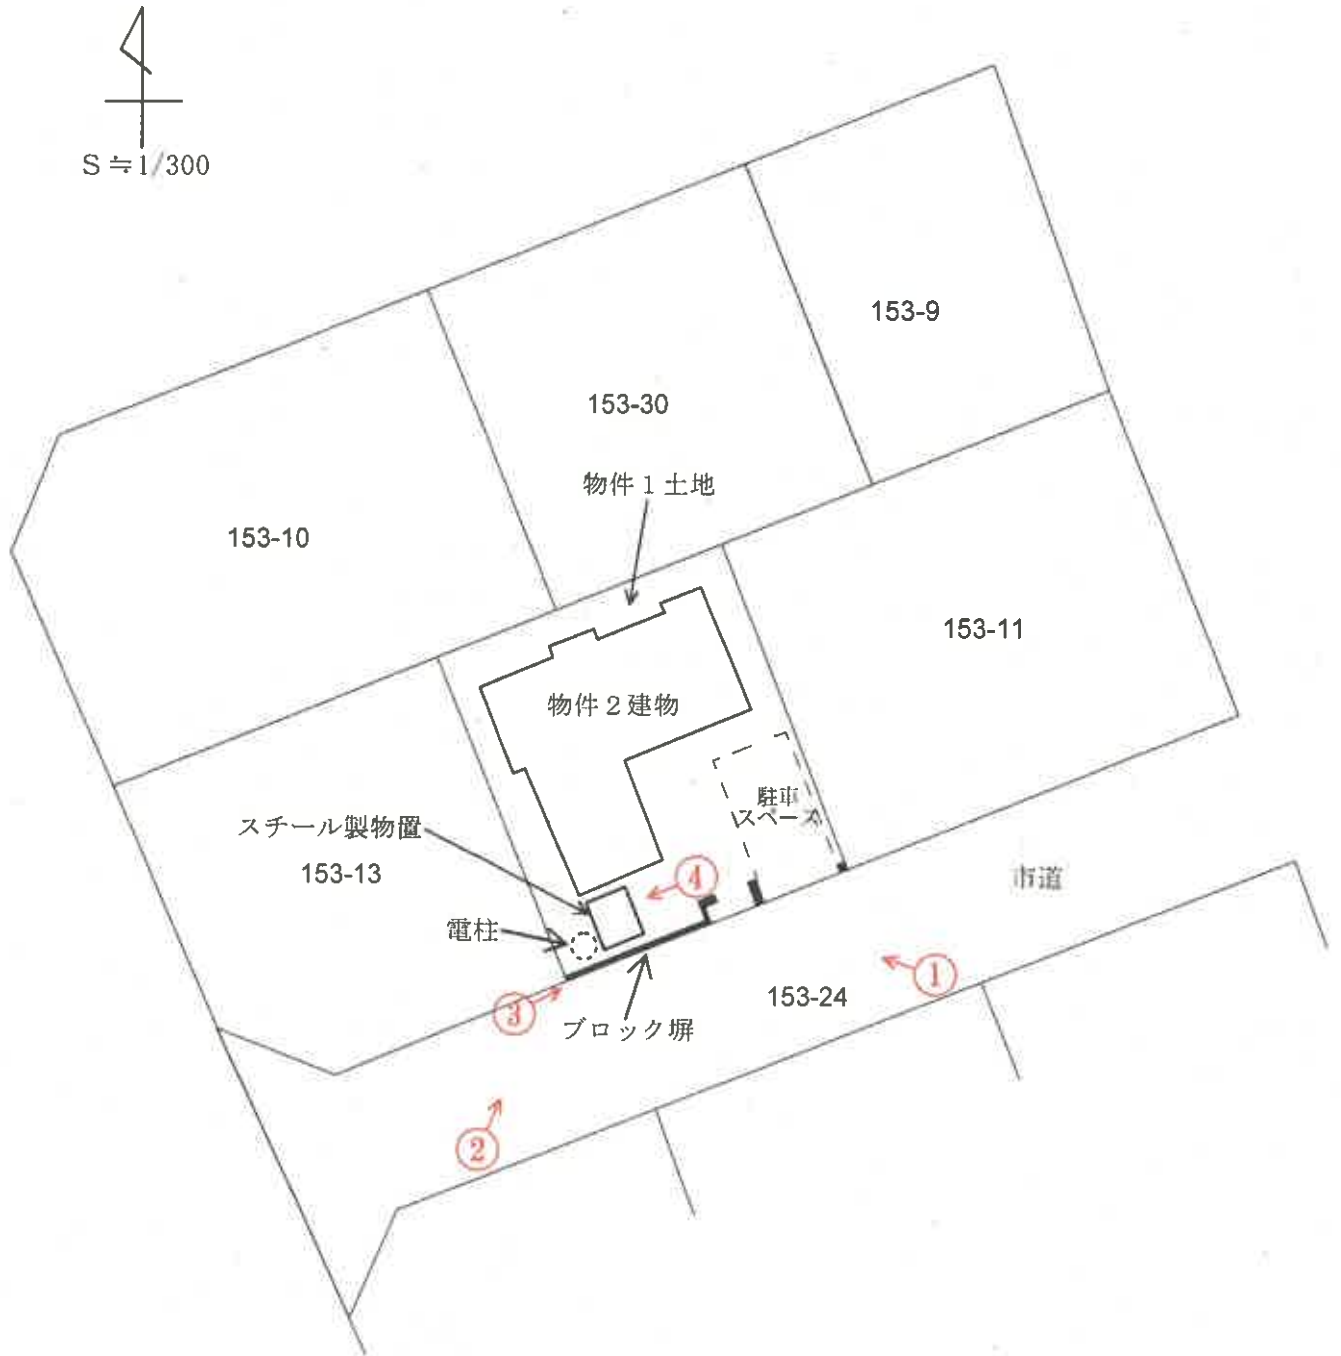 S≒1/300
153-9
153-30
物件1土地
153-10
153-11
物件2建物
駐車
スペース
スチール製物置
153-13
④
市道
電柱
①
153-24
③
ブロック塀
②